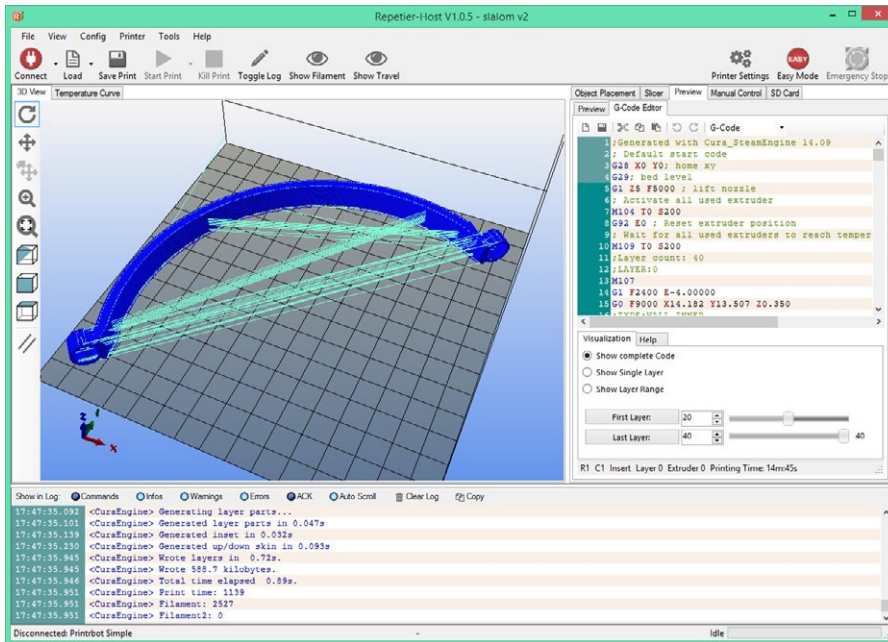 Repetier-Host V1.0.5 - slalom v2
File View Config Printer Tools Help
Connect Load Save Print Start Print Kill Print Toggle Log Show Filament Show Travel Printer Settings Easy Mode Emergency Stop
EASY
3D View Temperature Curve
Object Placement Slicer Preview Manual Control SD Card
Preview G-Code Editor
G-Code
1 ;Generated with Cura_SteamEngine 14.09
2 ; Default start code
3 G28 X0 Y0; home xy
4 G29; bed level
5 G1 Z5 F5000 ; lift nozzle
6 ; Activate all used extruder
7 M104 T0 S200
8 G92 E0 ; Reset extruder position
9 ; Wait for all used extruders to reach temper
10 M109 T0 S200
11 ;Layer count: 40
12 ;LAYER:0
13 M107
14 G1 F2400 E-4.00000
15 G0 F9000 X14.182 Y13.507 Z0.350
16 ;TYPE:WALL-INNER
Visualization Help
Show complete Code
Show Single Layer
Show Layer Range
First Layer: 20
Last Layer: 40 40
R1 C1 Insert Layer 0 Extruder 0 Printing Time: 14m:45s
z
x
Show in Log: Commands Infos Warnings Errors ACK Auto Scroll Clear Log Copy
17:47:35.092 <CuraEngine> Generating layer parts...
17:47:35.101 <CuraEngine> Generated layer parts in 0.047s
17:47:35.139 <CuraEngine> Generated inset in 0.032s
17:47:35.230 <CuraEngine> Generated up/down skin in 0.093s
17:47:35.945 <CuraEngine> Wrote layers in 0.72s.
17:47:35.945 <CuraEngine> Wrote 588.7 kilobytes.
17:47:35.946 <CuraEngine> Total time elapsed 0.89s.
17:47:35.951 <CuraEngine> Print time: 1139
17:47:35.951 <CuraEngine> Filament: 2527
17:47:35.951 <CuraEngine> Filament2: 0
Disconnected: Printrbot Simple - Idle